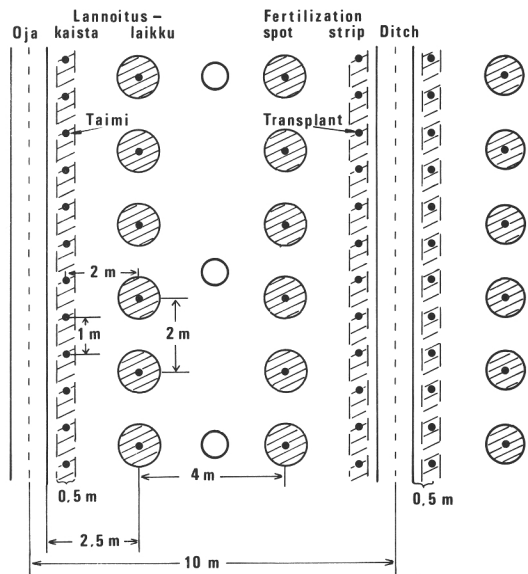 Lannoitus – Fertilization
Oja kaista laikku spot strip Ditch
Taimi Transplant
2 m
1 m 2 m
4 m
0,5 m 0,5 m
2,5 m
10 m